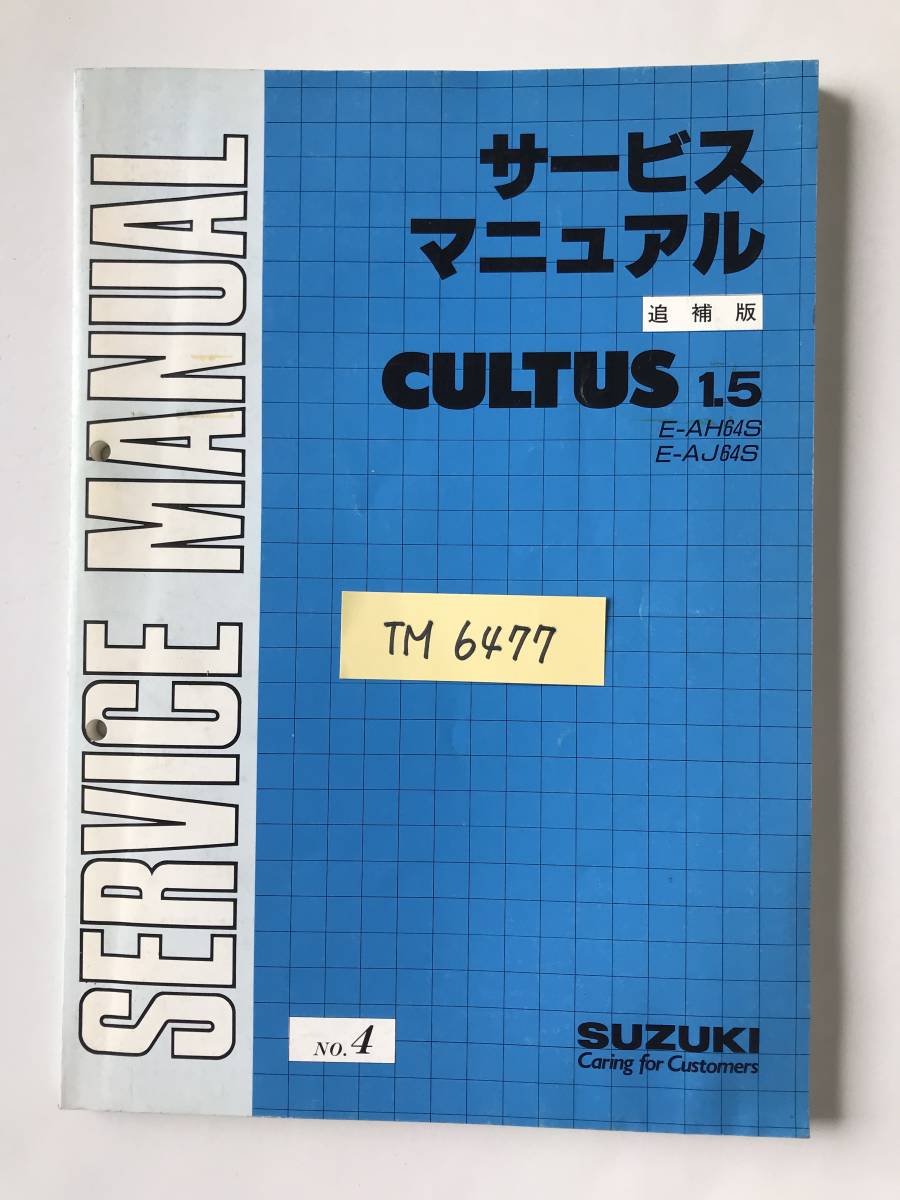 SERVICE MANUAL
サービス
マニュアル
追補版
CULTUS 1.5
E-AH64S
E-AJ64S
TM 6477
NO.4
SUZUKI
Caring for Customers